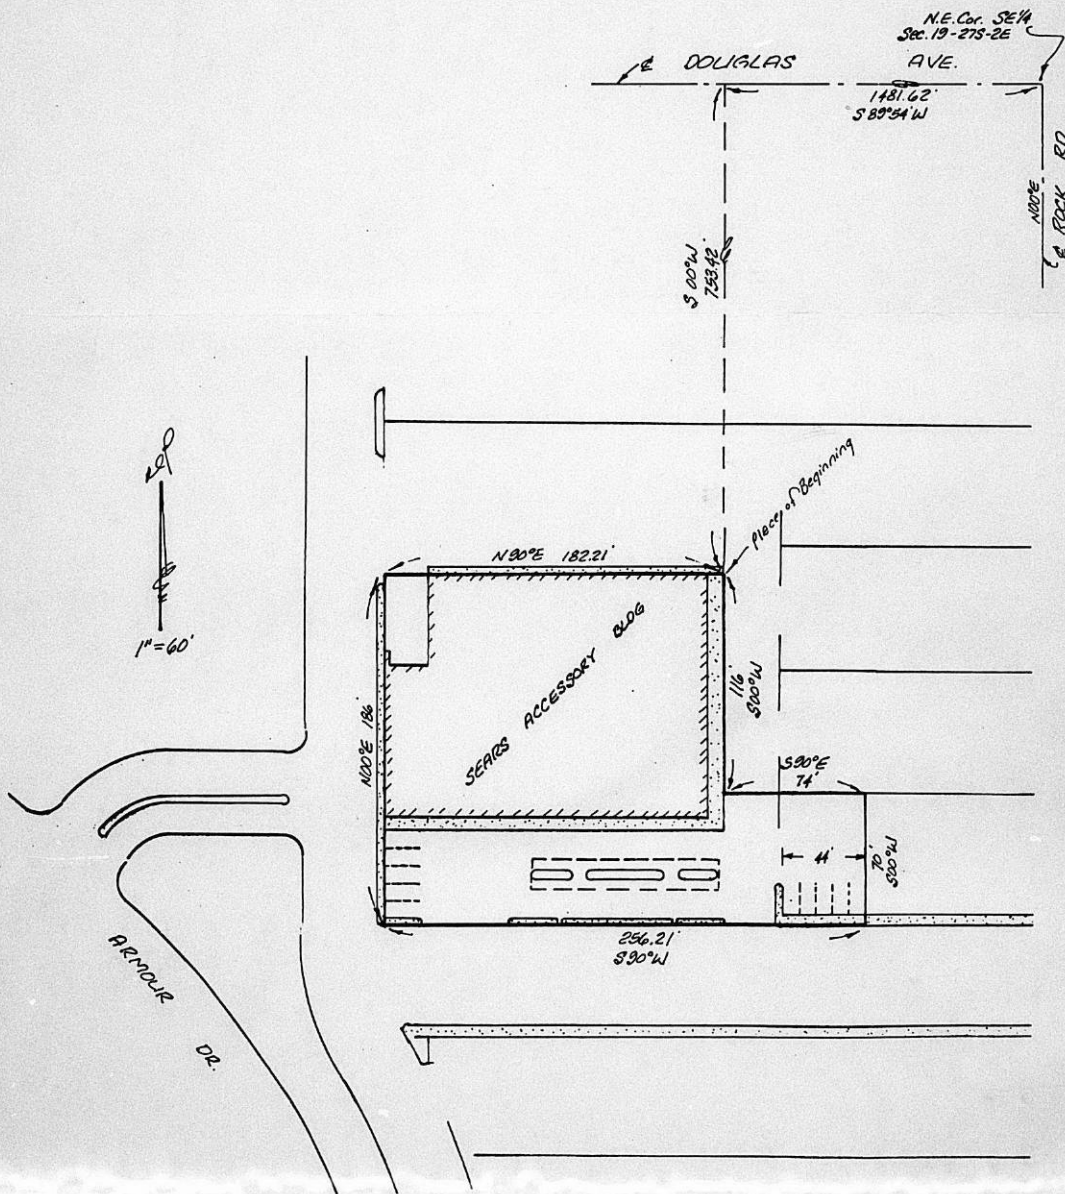 N.E. Cor. SE¼
Sec. 19-27S-2E
℄ DOUGLAS AVE.
1481.62'
S 89°54' W
N00°E
℄ ROCK RD
S 00°W
753.42'
Place of Beginning
N 90°E 182.21'
1"=60'
SEARS ACCESSORY BLDG
116'
S00°W
N00°E 186
S90°E
74'
44'
70'
S00°W
256.21'
S90°W
ARMOUR
DR.